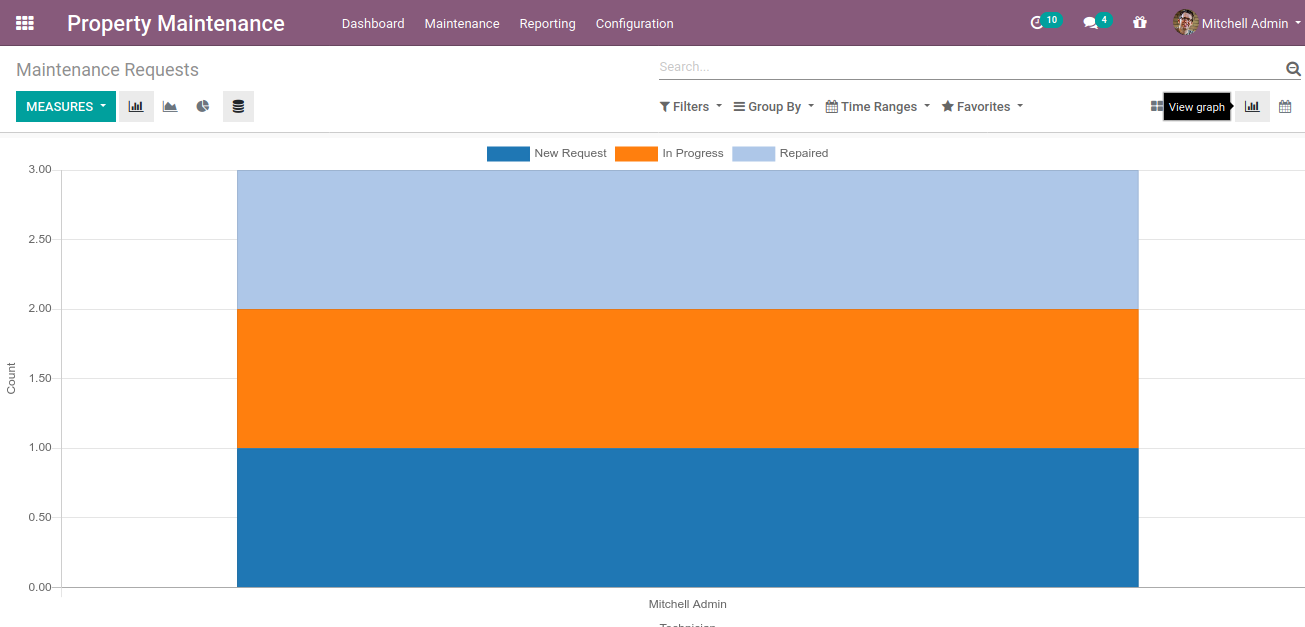 Property Maintenance Dashboard Maintenance Reporting Configuration 10 4 Mitchell Admin
Maintenance Requests Search...
MEASURES Filters Group By Time Ranges Favorites View graph
New Request In Progress Repaired
3.00
2.50
2.00
1.50
Count
1.00
0.50
0.00
Mitchell Admin
Technician